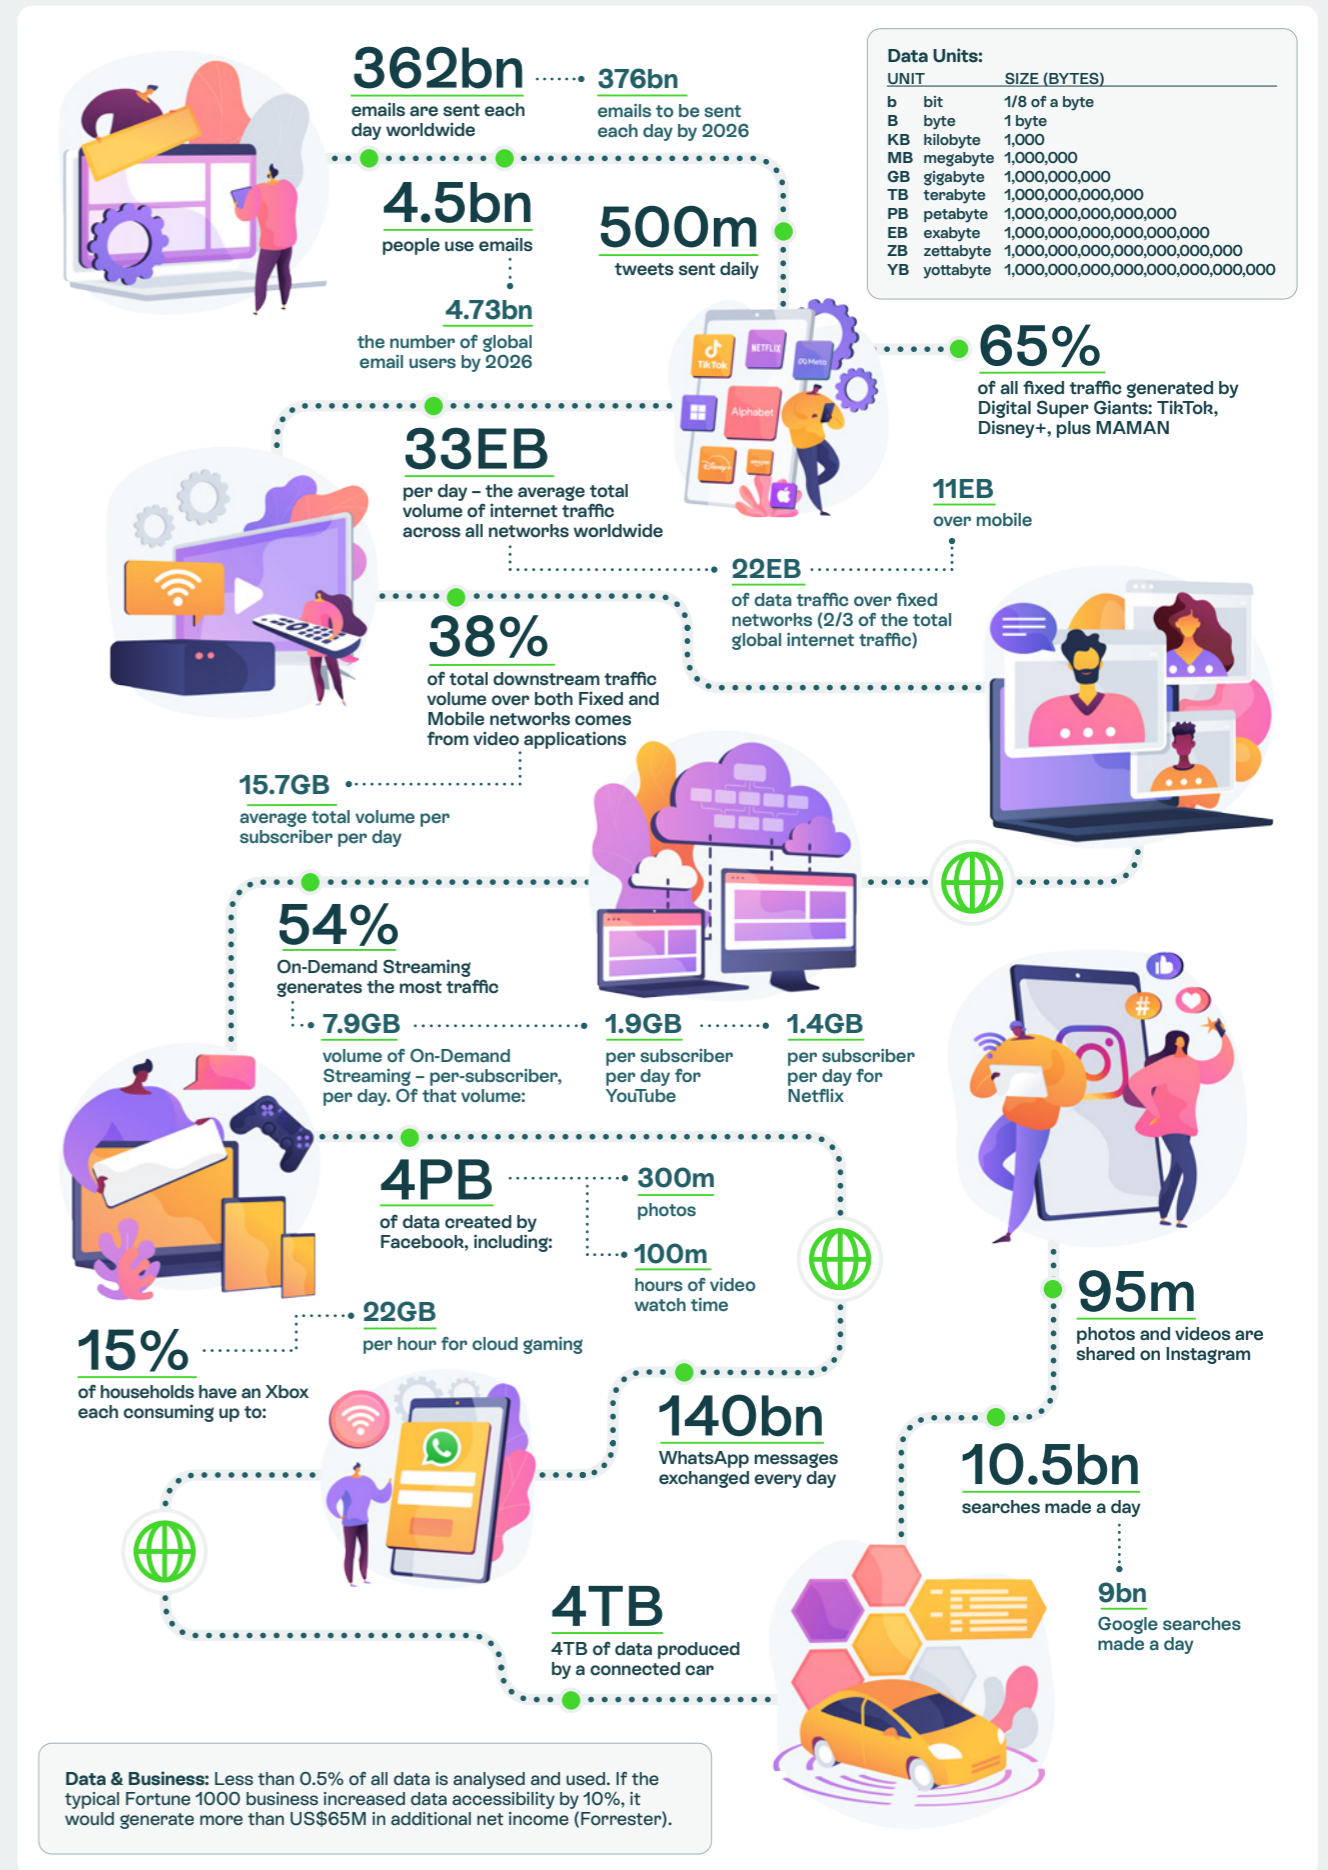 362bn
emails are sent each
day worldwide
376bn
emails to be sent
each day by 2026
Data Units:
UNIT SIZE (BYTES)
b bit 1/8 of a byte
B byte 1 byte
KB kilobyte 1,000
MB megabyte 1,000,000
GB gigabyte 1,000,000,000
TB terabyte 1,000,000,000,000
PB petabyte 1,000,000,000,000,000
EB exabyte 1,000,000,000,000,000,000
ZB zettabyte 1,000,000,000,000,000,000,000
YB yottabyte 1,000,000,000,000,000,000,000,000
4.5bn
people use emails
4.73bn
the number of global
email users by 2026
500m
tweets sent daily
TikTok
NETFLIX
Meta
Alphabet
Disney+
amazon
65%
of all fixed traffic generated by
Digital Super Giants: TikTok,
Disney+, plus MAMAN
33EB
per day – the average total
volume of internet traffic
across all networks worldwide
22EB
of data traffic over fixed
networks (2/3 of the total
global internet traffic)
11EB
over mobile
38%
of total downstream traffic
volume over both Fixed and
Mobile networks comes
from video applications
15.7GB
average total volume per
subscriber per day
54%
On-Demand Streaming
generates the most traffic
7.9GB
volume of On-Demand
Streaming – per-subscriber,
per day. Of that volume:
1.9GB
per subscriber
per day for
YouTube
1.4GB
per subscriber
per day for
Netflix
#
4PB
of data created by
Facebook, including:
300m
photos
100m
hours of video
watch time
15%
of households have an Xbox
each consuming up to:
22GB
per hour for cloud gaming
95m
photos and videos are
shared on Instagram
140bn
WhatsApp messages
exchanged every day
10.5bn
searches made a day
9bn
Google searches
made a day
4TB
4TB of data produced
by a connected car
Data & Business: Less than 0.5% of all data is analysed and used. If the
typical Fortune 1000 business increased data accessibility by 10%, it
would generate more than US$65M in additional net income (Forrester).